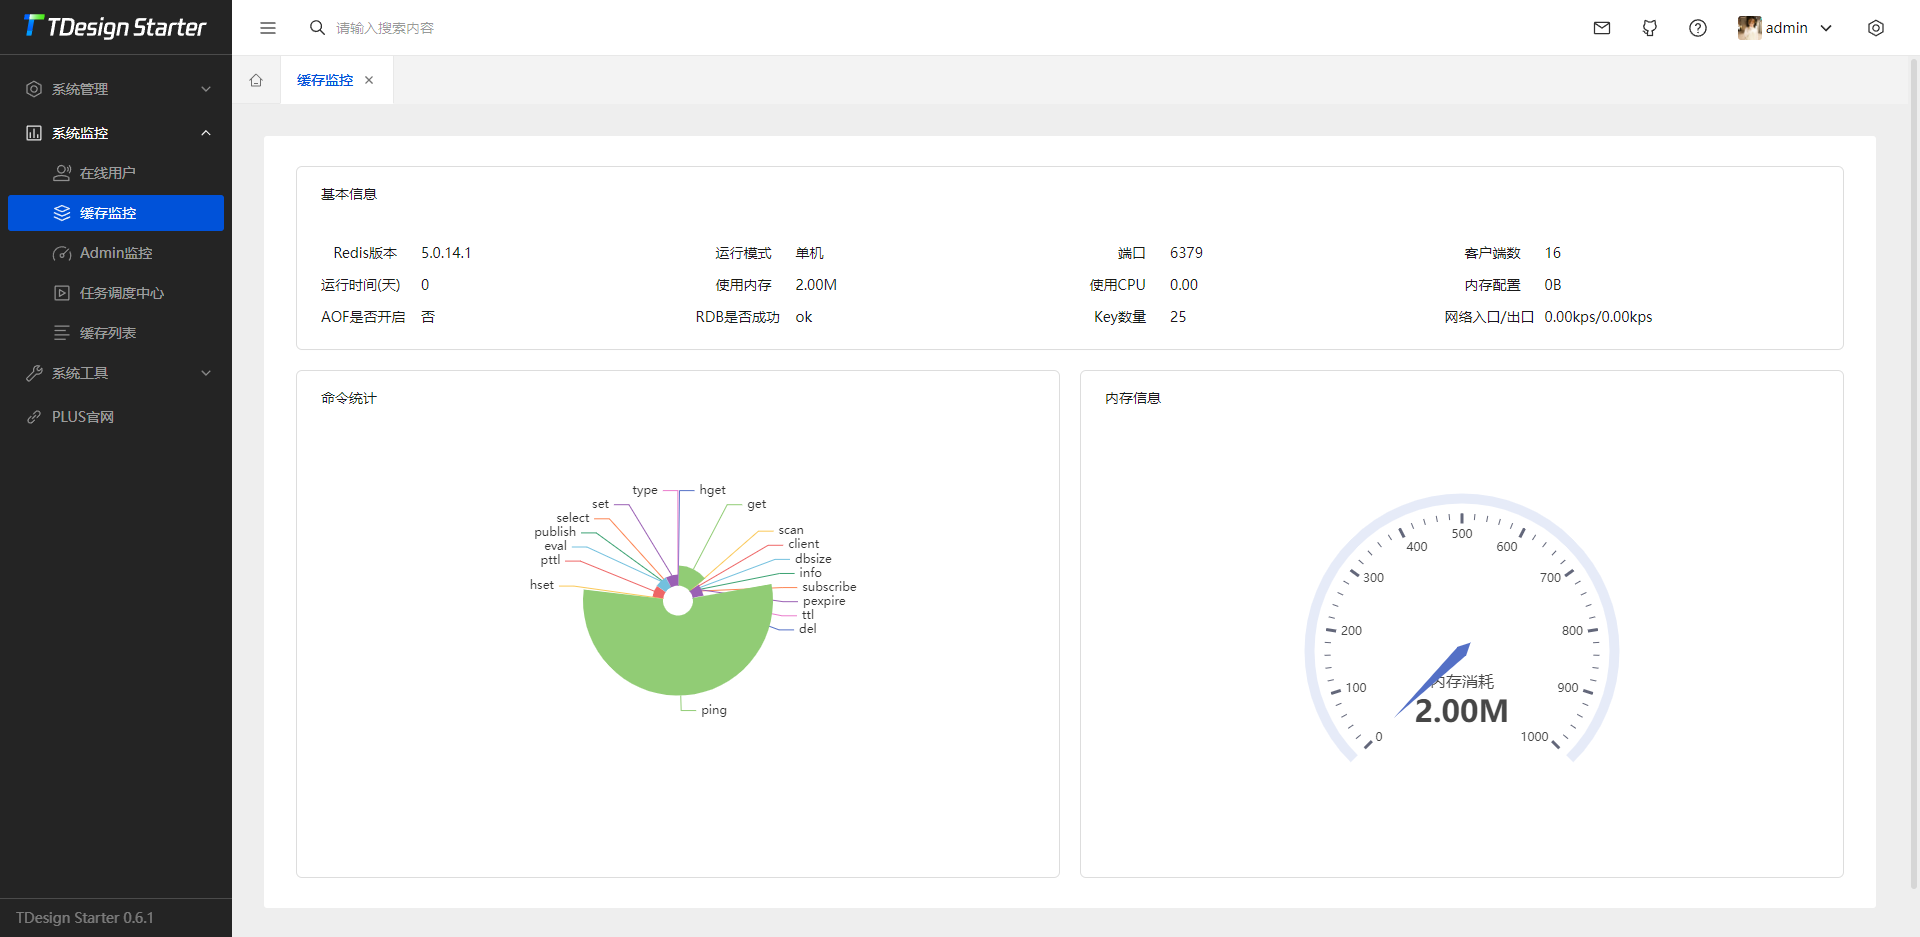 TDesign Starter
请输入搜索内容
admin
系统管理
系统监控
在线用户
缓存监控
Admin监控
任务调度中心
缓存列表
系统工具
PLUS官网
TDesign Starter 0.6.1
缓存监控
基本信息
Redis版本 5.0.14.1 运行模式 单机 端口 6379 客户端数 16
运行时间(天) 0 使用内存 2.00M 使用CPU 0.00 内存配置 0B
AOF是否开启 否 RDB是否成功 ok Key数量 25 网络入口/出口 0.00kps/0.00kps
命令统计
type hget
set get
select
publish scan
eval client
pttl dbsize
info
hset subscribe
pexpire
ttl
del
ping
内存信息
500
400 600
300 700
200 800
100 900
内存消耗
2.00M
0 1000